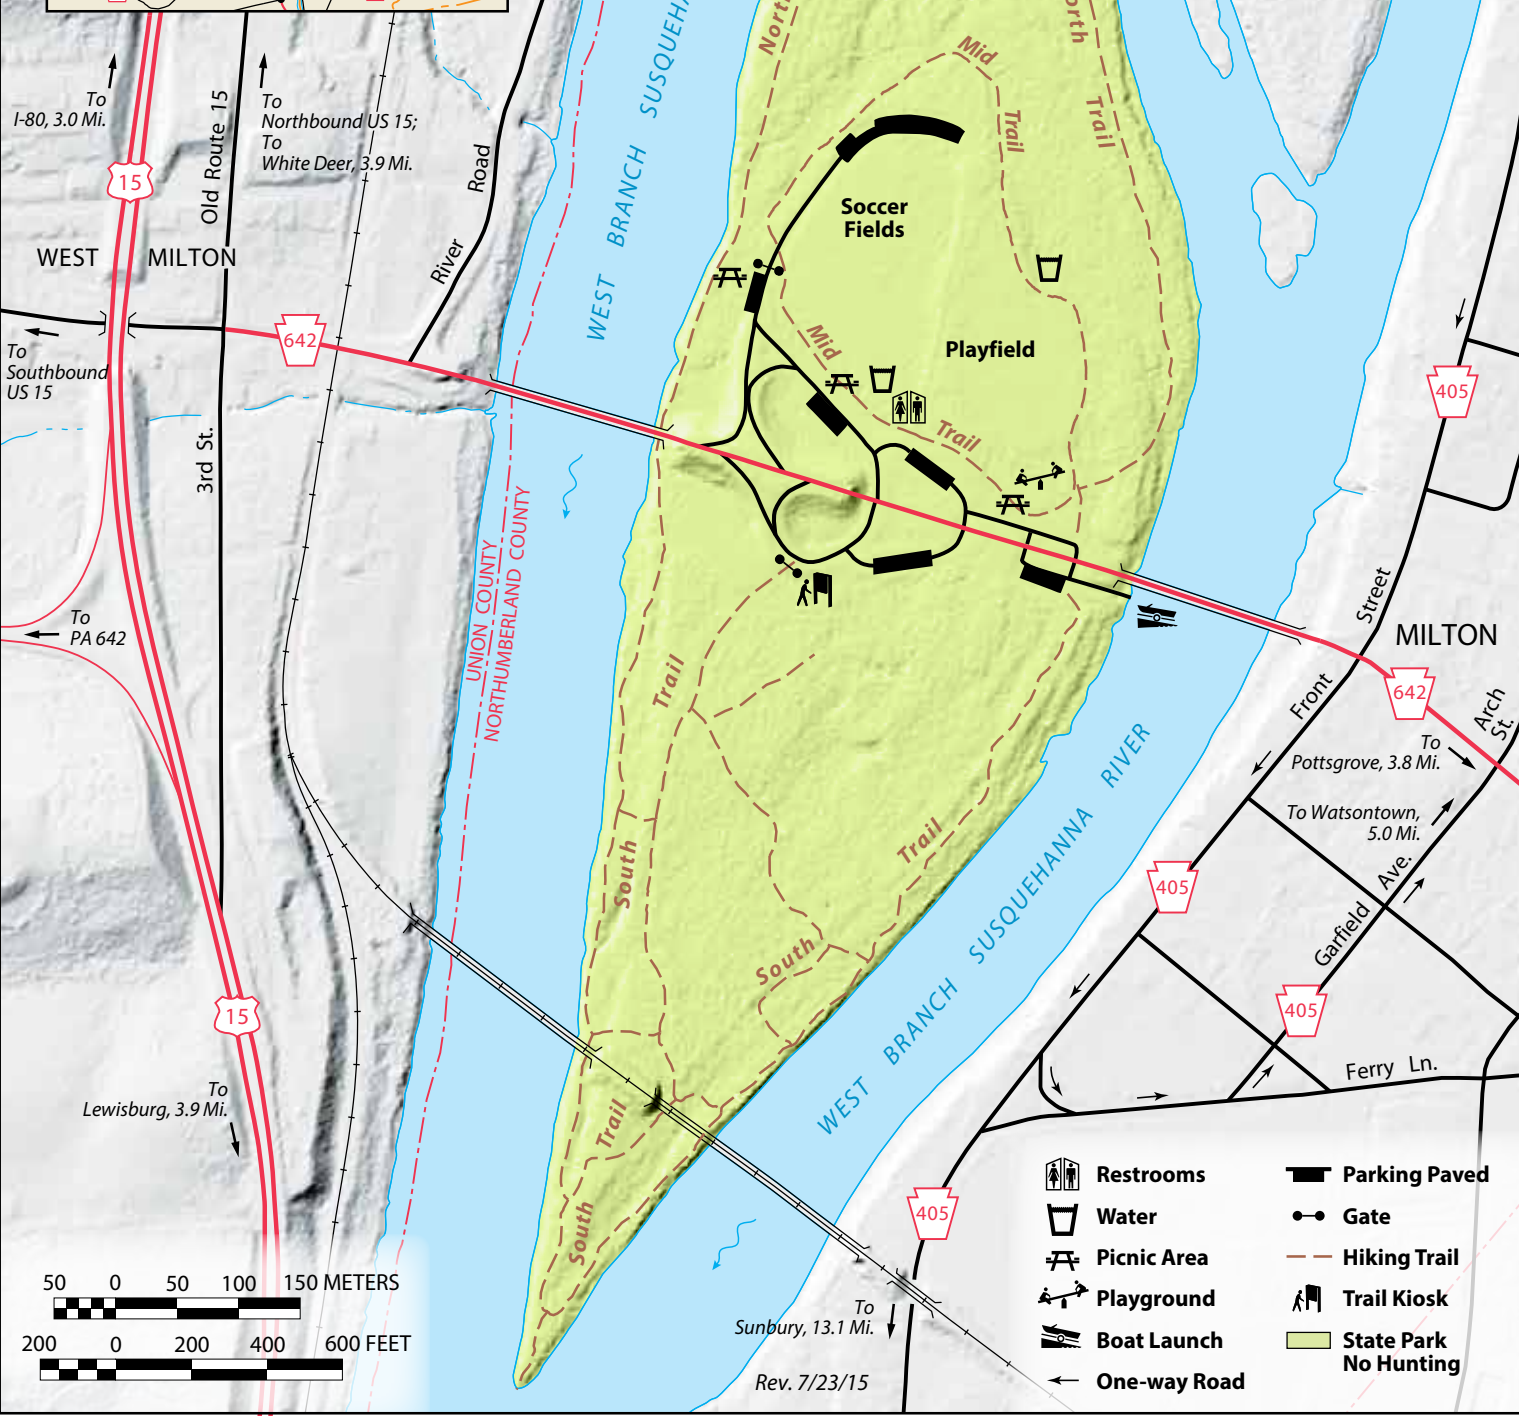 North
North
Mid
Trail
Trail
To
I-80, 3.0 Mi.
Old Route 15
To
Northbound US 15;
To
White Deer, 3.9 Mi.
15
River Road
WEST BRANCH SUSQUEHA
WEST MILTON
Soccer
Fields
642
To
Southbound
US 15
Mid
Trail
Playfield
405
3rd St.
UNION COUNTY
NORTHUMBERLAND COUNTY
To
PA 642
Trail
South
Front Street
MILTON
642
Arch
St.
To
Pottsgrove, 3.8 Mi.
To Watsontown,
5.0 Mi.
WEST BRANCH SUSQUEHANNA RIVER
Trail
South
405
Garfield Ave.
405
15
To
Lewisburg, 3.9 Mi.
Trail
South
Ferry Ln.
405
To
Sunbury, 13.1 Mi.
Rev. 7/23/15
50 0 50 100 150 METERS
200 0 200 400 600 FEET
Restrooms
Water
Picnic Area
Playground
Boat Launch
One-way Road
Parking Paved
Gate
Hiking Trail
Trail Kiosk
State Park
No Hunting